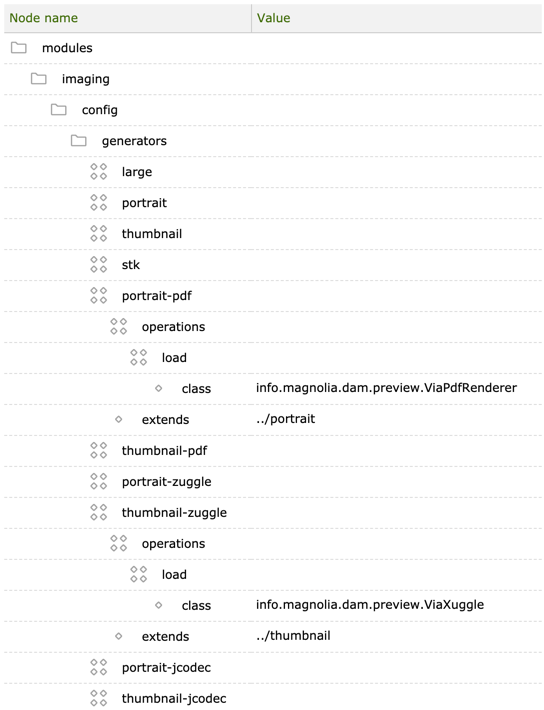 Node name Value
modules
imaging
config
generators
large
portrait
thumbnail
stk
portrait-pdf
operations
load
class info.magnolia.dam.preview.ViaPdfRenderer
extends ../portrait
thumbnail-pdf
portrait-zuggle
thumbnail-zuggle
operations
load
class info.magnolia.dam.preview.ViaXuggle
extends ../thumbnail
portrait-jcodec
thumbnail-jcodec